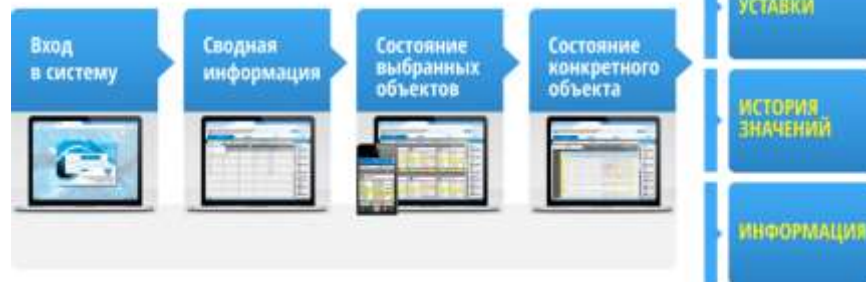 Вход
в систему
Сводная
информация
Состояние
выбранных
объектов
Состояние
конкретного
объекта
УСТАВКИ
ИСТОРИЯ
ЗНАЧЕНИЙ
ИНФОРМАЦИЯ